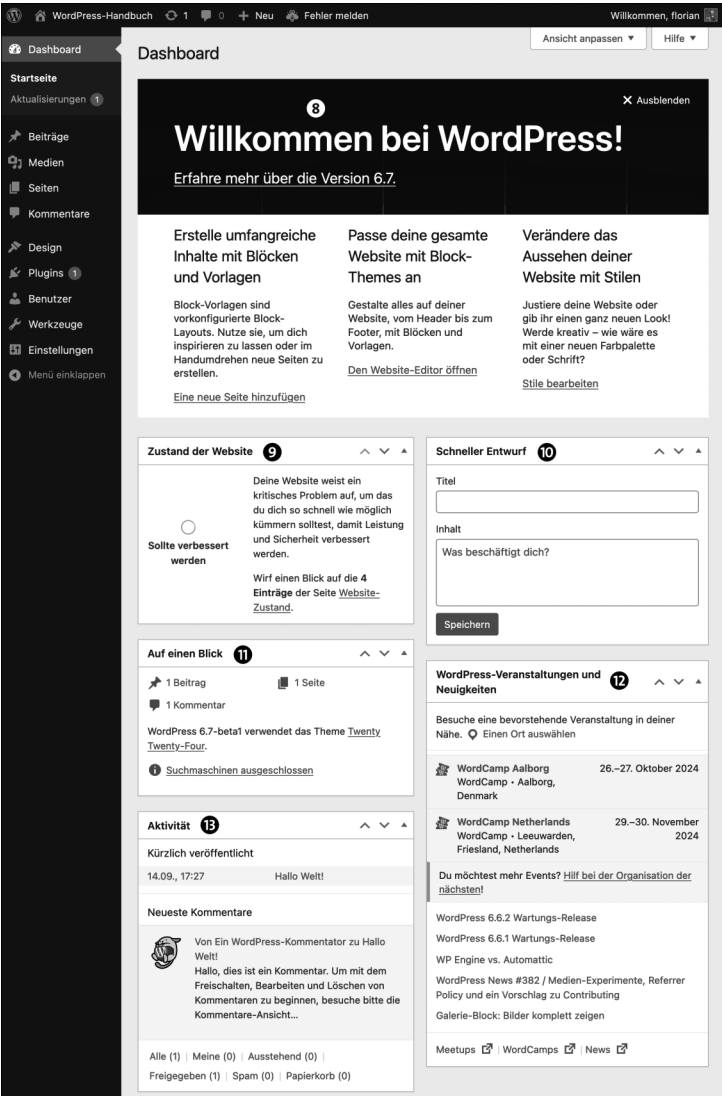 WordPress-Handbuch 1 0 + Neu Fehler melden Willkommen, florian
Dashboard
Startseite
Aktualisierungen 1
Beiträge
Medien
Seiten
Kommentare
Design
Plugins 1
Benutzer
Werkzeuge
Einstellungen
Menü einklappen
Ansicht anpassen ▼ Hilfe ▼
Dashboard
8
Ausblenden
Willkommen bei WordPress!
Erfahre mehr über die Version 6.7.
Erstelle umfangreiche
Inhalte mit Blöcken
und Vorlagen
Block-Vorlagen sind
vorkonfigurierte Block-
Layouts. Nutze sie, um dich
inspirieren zu lassen oder im
Handumdrehen neue Seiten zu
erstellen.
Eine neue Seite hinzufügen
Passe deine gesamte
Website mit Block-
Themes an
Gestalte alles auf deiner
Website, vom Header bis zum
Footer, mit Blöcken und
Vorlagen.
Den Website-Editor öffnen
Verändere das
Aussehen deiner
Website mit Stilen
Justiere deine Website oder
gib ihr einen ganz neuen Look!
Werde kreativ – wie wäre es
mit einer neuen Farbpalette
oder Schrift?
Stile bearbeiten
Zustand der Website 9
Sollte verbessert
werden
Deine Website weist ein
kritisches Problem auf, um das
du dich so schnell wie möglich
kümmern solltest, damit Leistung
und Sicherheit verbessert
werden.
Wirf einen Blick auf die 4
Einträge der Seite Website-
Zustand.
Auf einen Blick 11
1 Beitrag 1 Seite
1 Kommentar
WordPress 6.7-beta1 verwendet das Theme Twenty
Twenty-Four.
Suchmaschinen ausgeschlossen
Aktivität 13
Kürzlich veröffentlicht
14.09., 17:27 Hallo Welt!
Neueste Kommentare
Von Ein WordPress-Kommentator zu Hallo
Welt!
Hallo, dies ist ein Kommentar. Um mit dem
Freischalten, Bearbeiten und Löschen von
Kommentaren zu beginnen, besuche bitte die
Kommentare-Ansicht...
Alle (1) | Meine (0) | Ausstehend (0) |
Freigegeben (1) | Spam (0) | Papierkorb (0)
Schneller Entwurf 10
Titel
Inhalt
Was beschäftigt dich?
Speichern
WordPress-Veranstaltungen und
Neuigkeiten 12
Besuche eine bevorstehende Veranstaltung in deiner
Nähe. Einen Ort auswählen
WordCamp Aalborg 26.–27. Oktober 2024
WordCamp • Aalborg,
Denmark
WordCamp Netherlands 29.–30. November
WordCamp • Leeuwarden, 2024
Friesland, Netherlands
Du möchtest mehr Events? Hilf bei der Organisation der
nächsten!
WordPress 6.6.2 Wartungs-Release
WordPress 6.6.1 Wartungs-Release
WP Engine vs. Automattic
WordPress News #382 / Medien-Experimente, Referrer
Policy und ein Vorschlag zu Contributing
Galerie-Block: Bilder komplett zeigen
Meetups | WordCamps | News